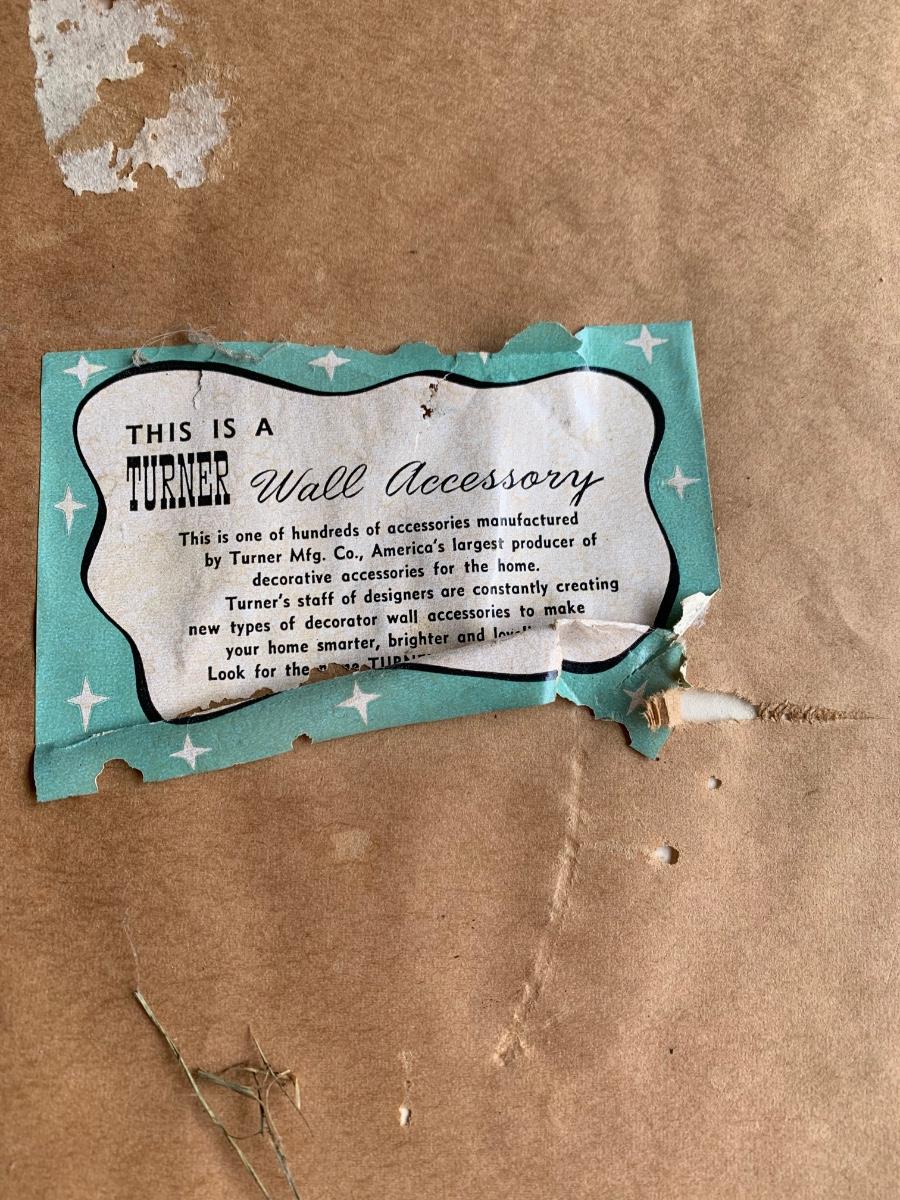 THIS IS A
TURNER Wall Accessory
This is one of hundreds of accessories manufactured
by Turner Mfg. Co., America's largest producer of
decorative accessories for the home.
Turner's staff of designers are constantly creating
new types of decorator wall accessories to make
your home smarter, brighter and
Look for the name TURNER